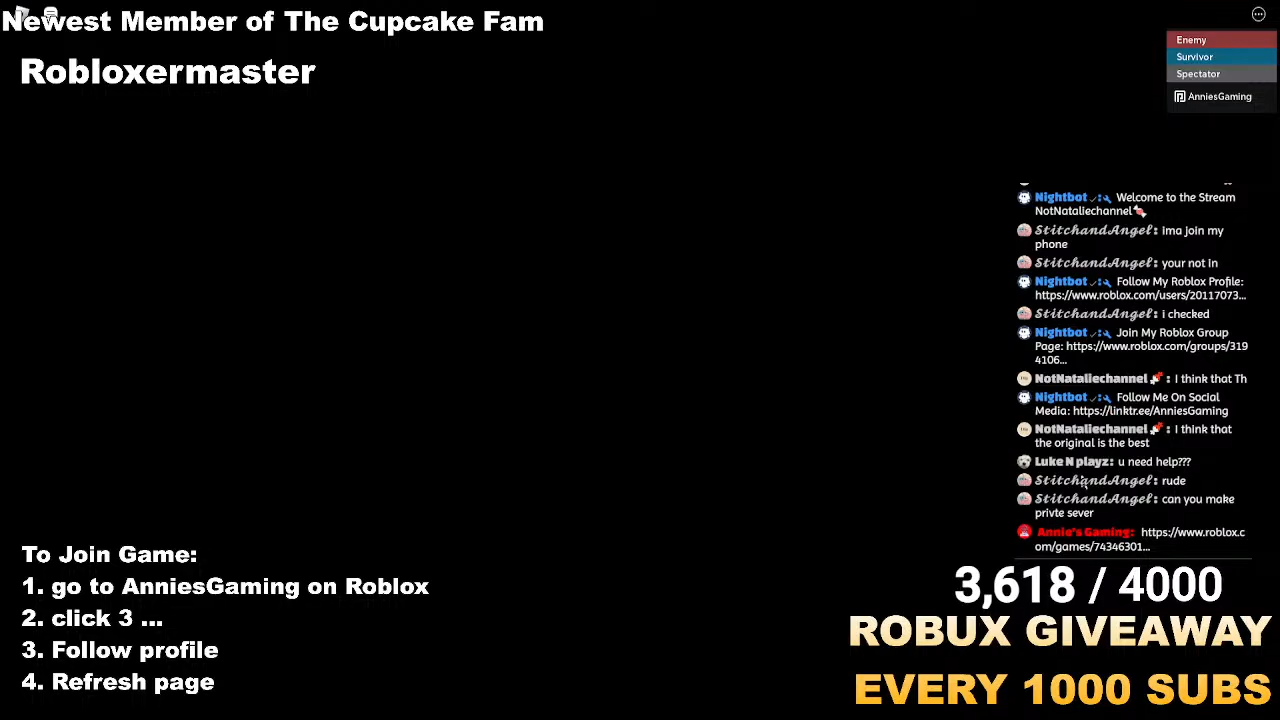 Newest Member of The Cupcake Fam
Robloxermaster
Enemy
Survivor
Spectator
AnniesGaming
Nightbot : Welcome to the Stream
NotNataliechannel
StitchandAngel: ima join my
phone
StitchandAngel: your not in
Nightbot : Follow My Roblox Profile:
https://www.roblox.com/users/20117073...
StitchandAngel: i checked
Nightbot : Join My Roblox Group
Page: https://www.roblox.com/groups/319
4106...
NotNataliechannel : I think that Th
Nightbot : Follow Me On Social
Media: https://linktr.ee/AnniesGaming
NotNataliechannel : I think that
the original is the best
Luke N playz: u need help???
StitchandAngel: rude
StitchandAngel: can you make
privte sever
Annie's Gaming: https://www.roblox.c
om/games/74346301...
3,618 / 4000
ROBUX GIVEAWAY
EVERY 1000 SUBS
To Join Game:
1. go to AnniesGaming on Roblox
2. click 3 ...
3. Follow profile
4. Refresh page